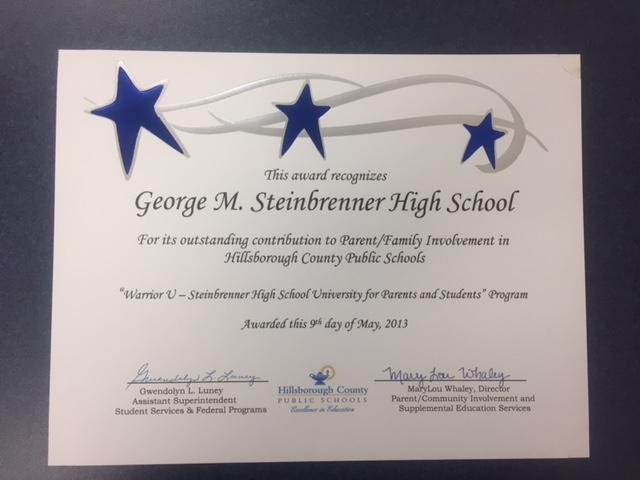 This award recognizes
George M. Steinbrenner High School
For its outstanding contribution to Parent/Family Involvement in
Hillsborough County Public Schools
"Warrior U – Steinbrenner High School University for Parents and Students" Program
Awarded this 9th day of May, 2013
Gwendolyn L. Luney
Gwendolyn L. Luney
Assistant Superintendent
Student Services & Federal Programs
Hillsborough County
PUBLIC SCHOOLS
Excellence in Education
Mary Lou Whaley
MaryLou Whaley, Director
Parent/Community Involvement and
Supplemental Education Services